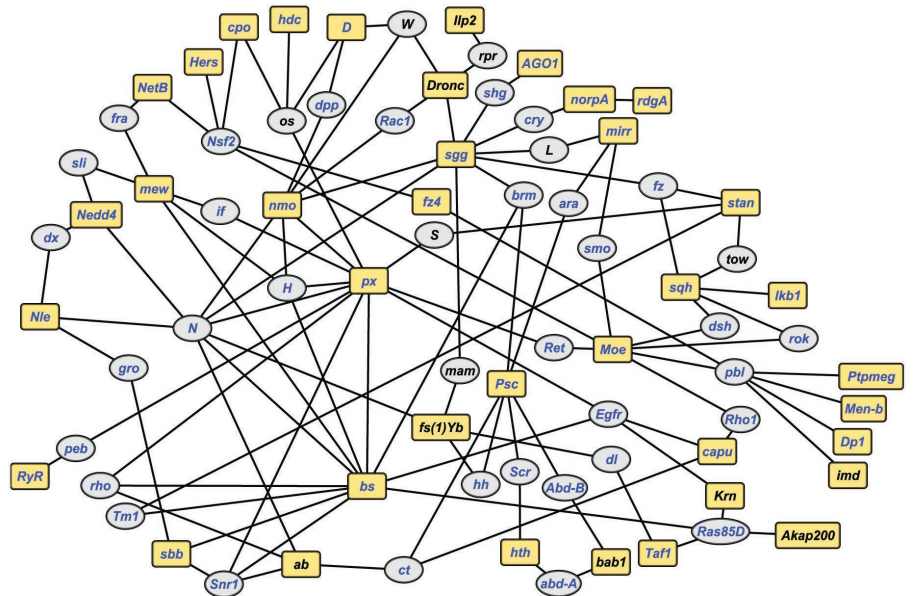 hdc
Ilp2
cpo
D
W
rpr
Hers
AGO1
NetB
Dronc
shg
norpA
rdgA
fra
dpp
os
Rac1
cry
mirr
Nsf2
L
sgg
sli
mew
fz
brm
nmo
fz4
ara
stan
Nedd4
if
S
dx
smo
tow
px
H
sqh
Ikb1
Nle
N
dsh
rok
Ret
Moe
gro
mam
pbl
Ptpmeg
Psc
Men-b
Egfr
Rho1
fs(1)Yb
Dp1
peb
capu
dl
RyR
Scr
imd
rho
bs
hh
Abd-B
Krn
Tm1
Ras85D
Akap200
sbb
hth
Taf1
ab
bab1
ct
Snr1
abd-A